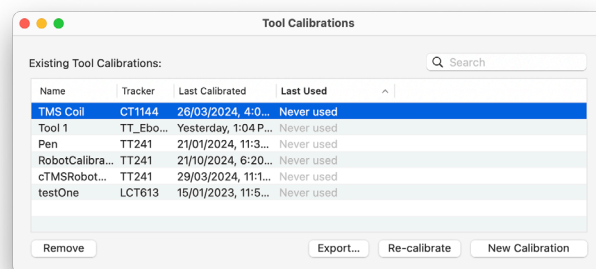 Tool Calibrations
Existing Tool Calibrations:
Search
Name Tracker Last Calibrated Last Used
TMS Coil CT1144 26/03/2024, 4:0... Never used
Tool 1 TT_Ebo... Yesterday, 1:04 P... Never used
Pen TT241 21/01/2024, 11:3... Never used
RobotCalibra... TT241 21/10/2024, 6:20... Never used
cTMSRobot... TT241 29/03/2024, 11:1... Never used
testOne LCT613 15/01/2023, 11:5... Never used
Remove Export... Re-calibrate New Calibration